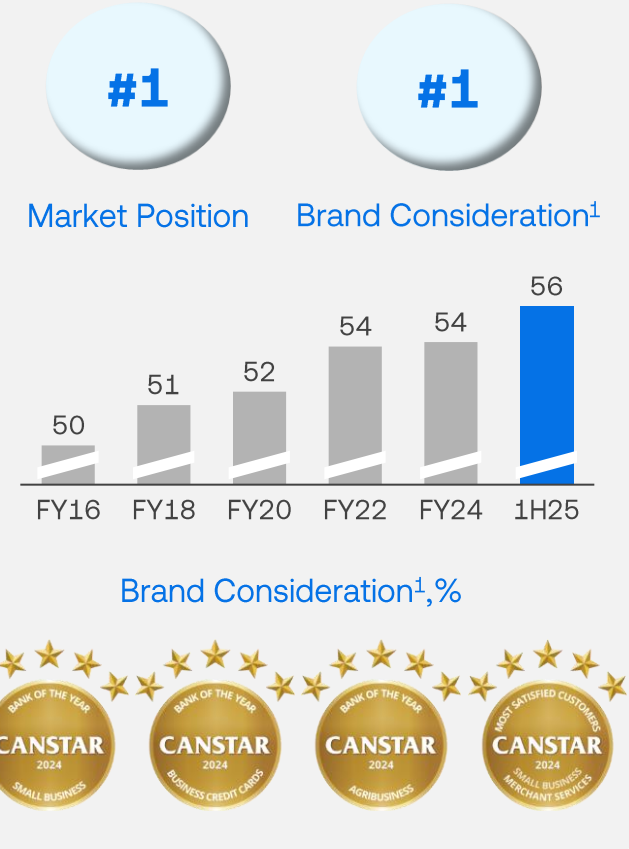 #1 #1
Market Position Brand Consideration¹
56
54 54
52
51
50
FY16 FY18 FY20 FY22 FY24 1H25
Brand Consideration¹,%
BANK OF THE YEAR
CANSTAR
2024
SMALL BUSINESS
BANK OF THE YEAR
CANSTAR
2024
BUSINESS CREDIT CARDS
BANK OF THE YEAR
CANSTAR
2024
AGRIBUSINESS
MOST SATISFIED CUSTOMERS
CANSTAR
2024
SMALL BUSINESS
MERCHANT SERVICES